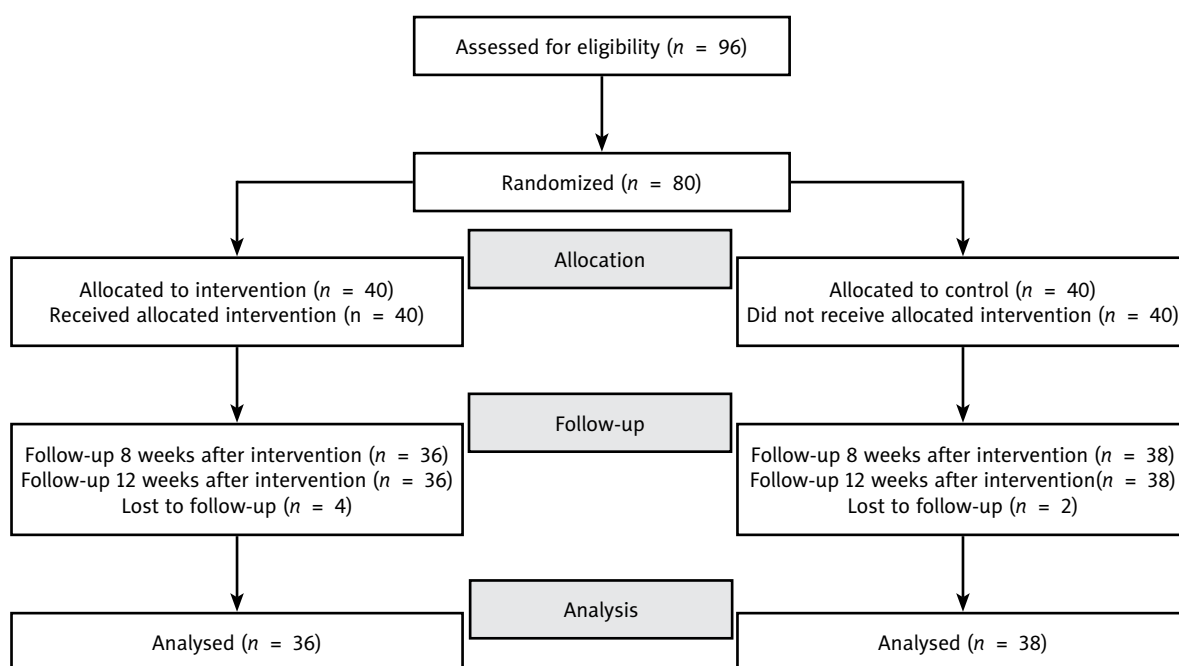 Assessed for eligibility (n = 96)
Randomized (n = 80)
Allocation
Allocated to intervention (n = 40)
Received allocated intervention (n = 40)
Allocated to control (n = 40)
Did not receive allocated intervention (n = 40)
Follow-up
Follow-up 8 weeks after intervention (n = 36)
Follow-up 12 weeks after intervention (n = 36)
Lost to follow-up (n = 4)
Follow-up 8 weeks after intervention (n = 38)
Follow-up 12 weeks after intervention(n = 38)
Lost to follow-up (n = 2)
Analysis
Analysed (n = 36)
Analysed (n = 38)